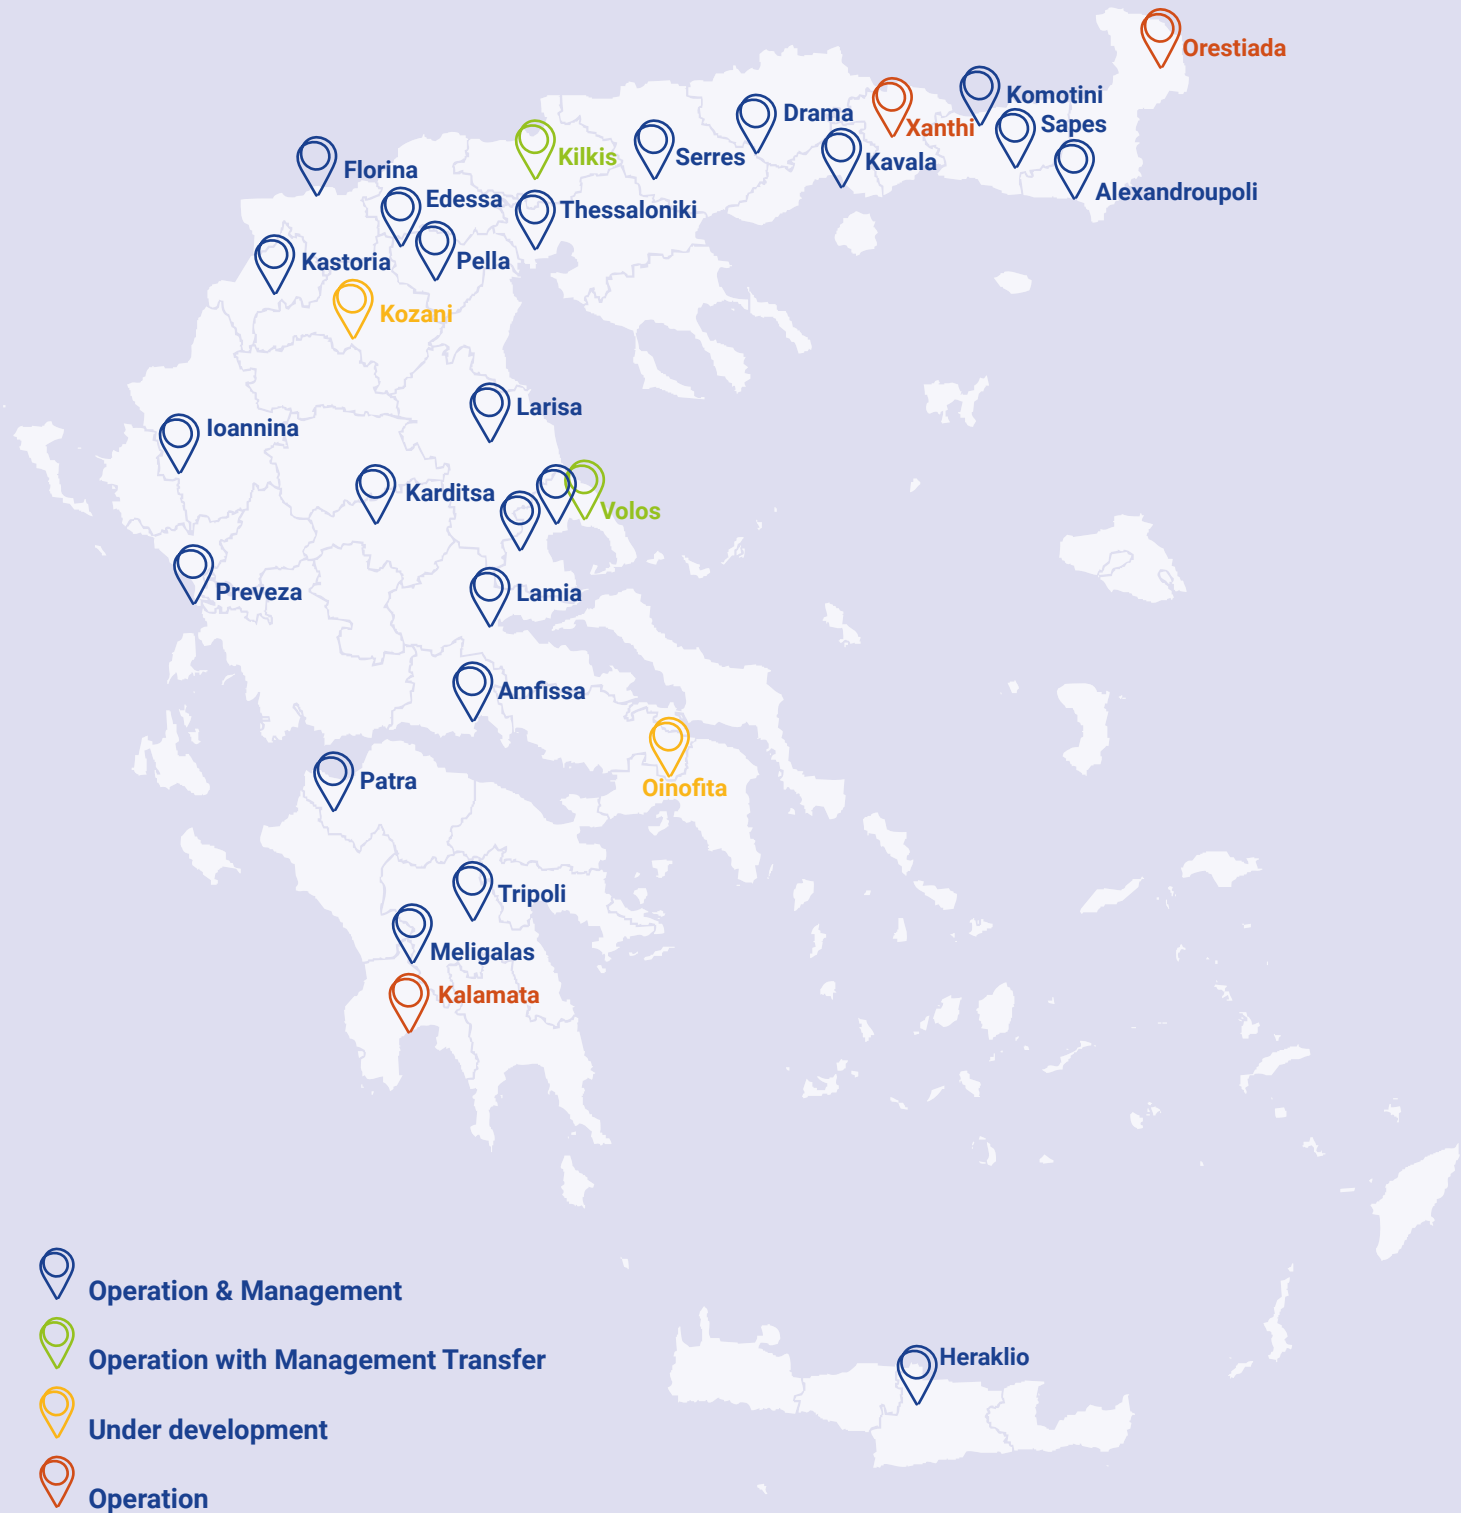 Orestiada
Komotini
Drama
Sapes
Xanthi
Kilkis
Serres
Kavala
Florina
Alexandroupoli
Edessa
Thessaloniki
Kastoria
Pella
Kozani
Larisa
Ioannina
Karditsa
Volos
Preveza
Lamia
Amfissa
Patra
Oinofita
Tripoli
Meligalas
Kalamata
Operation & Management
Operation with Management Transfer
Heraklio
Under development
Operation